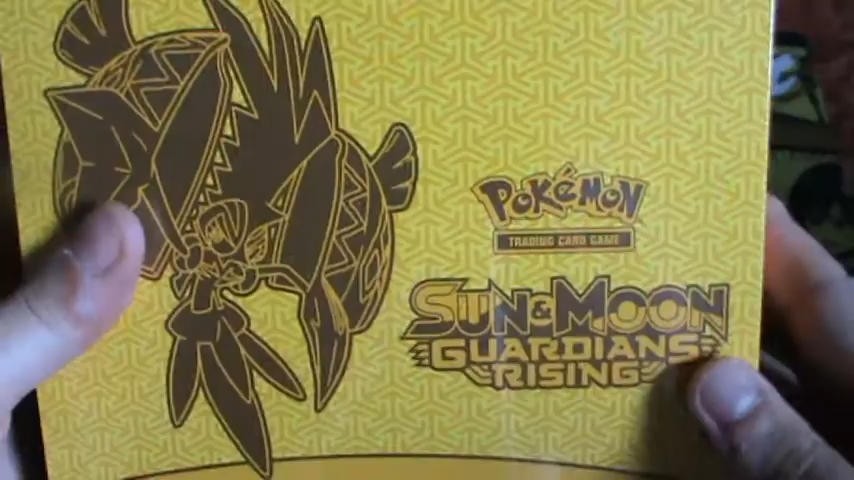 POKéMON
TRADING CARD GAME
SUN & MOON
GUARDIANS
RISING